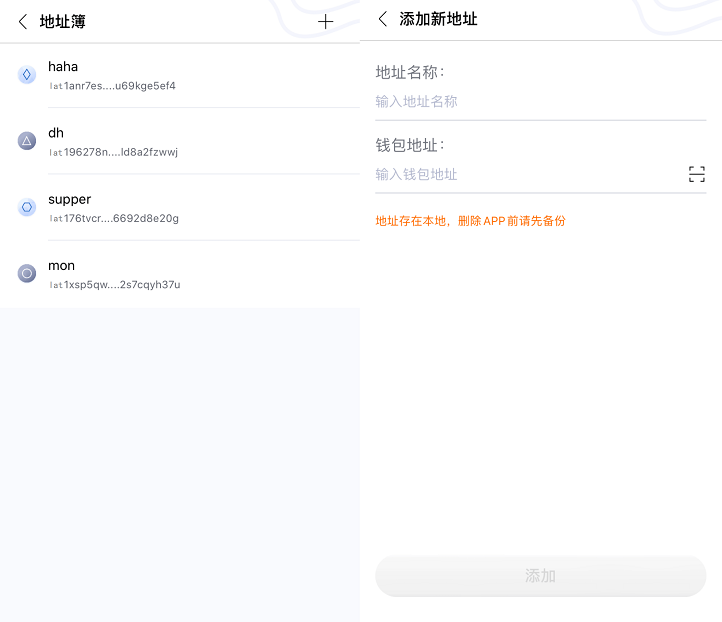 地址簿
haha
lat1anr7es....u69kge5ef4
dh
lat196278n....ld8a2fzwwj
supper
lat176tvcr....6692d8e20g
mon
lat1xsp5qw....2s7cqyh37u
添加新地址
地址名称：
输入地址名称
钱包地址：
输入钱包地址
地址存在本地，删除APP前请先备份
添加